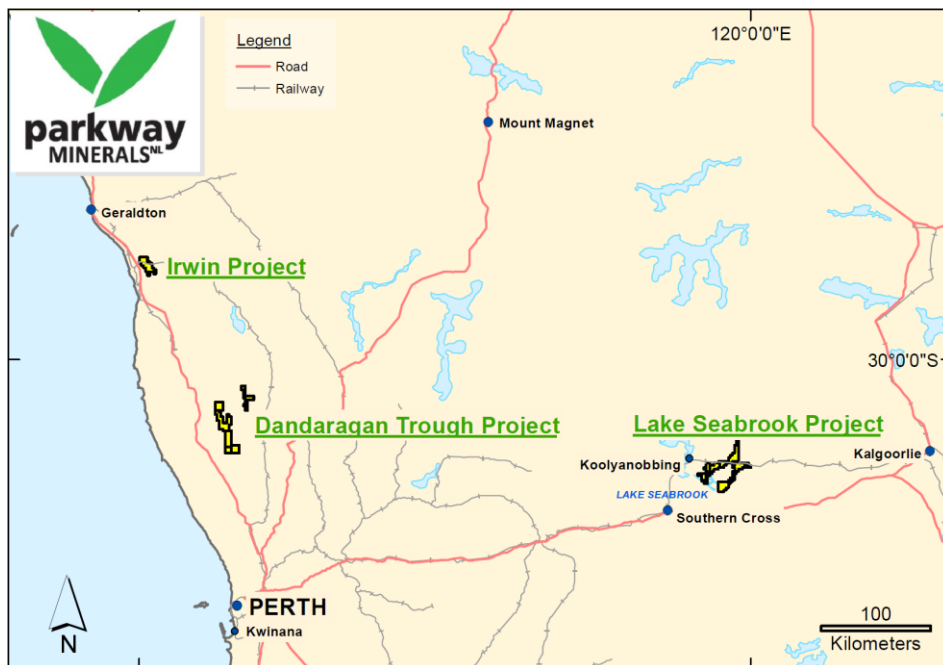 parkway
MINERALS NL
Legend
Road
Railway
120°0'0"E
Mount Magnet
Geraldton
Irwin Project
30°0'0"S
Dandaragan Trough Project
Lake Seabrook Project
Koolyanobbing
Kalgoorlie
LAKE SEABROOK
Southern Cross
PERTH
Kwinana
N
100
Kilometers